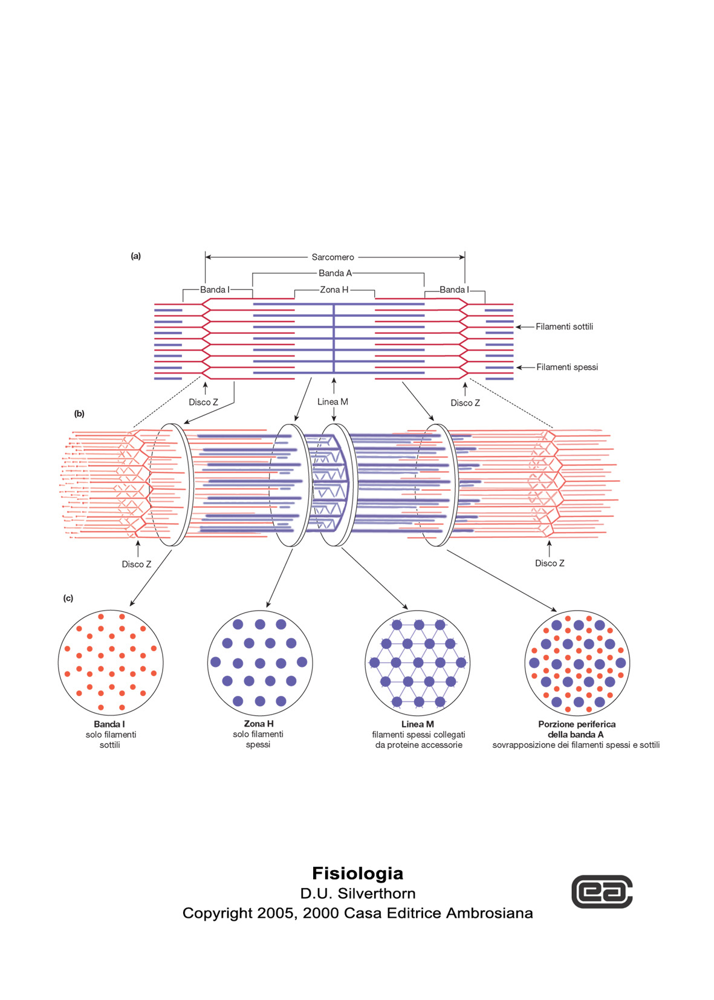 (a)
Sarcomero
Banda A
Banda I
Zona H
Banda I
Filamenti sottili
Filamenti spessi
Disco Z
Linea M
Disco Z
(b)
Disco Z
Disco Z
(c)
Banda I
solo filamenti
sottili
Zona H
solo filamenti
spessi
Linea M
filamenti spessi collegati
da proteine accessorie
Porzione periferica
della banda A
sovrapposizione dei filamenti spessi e sottili
Fisiologia
D.U. Silverthorn
Copyright 2005, 2000 Casa Editrice Ambrosiana
ea